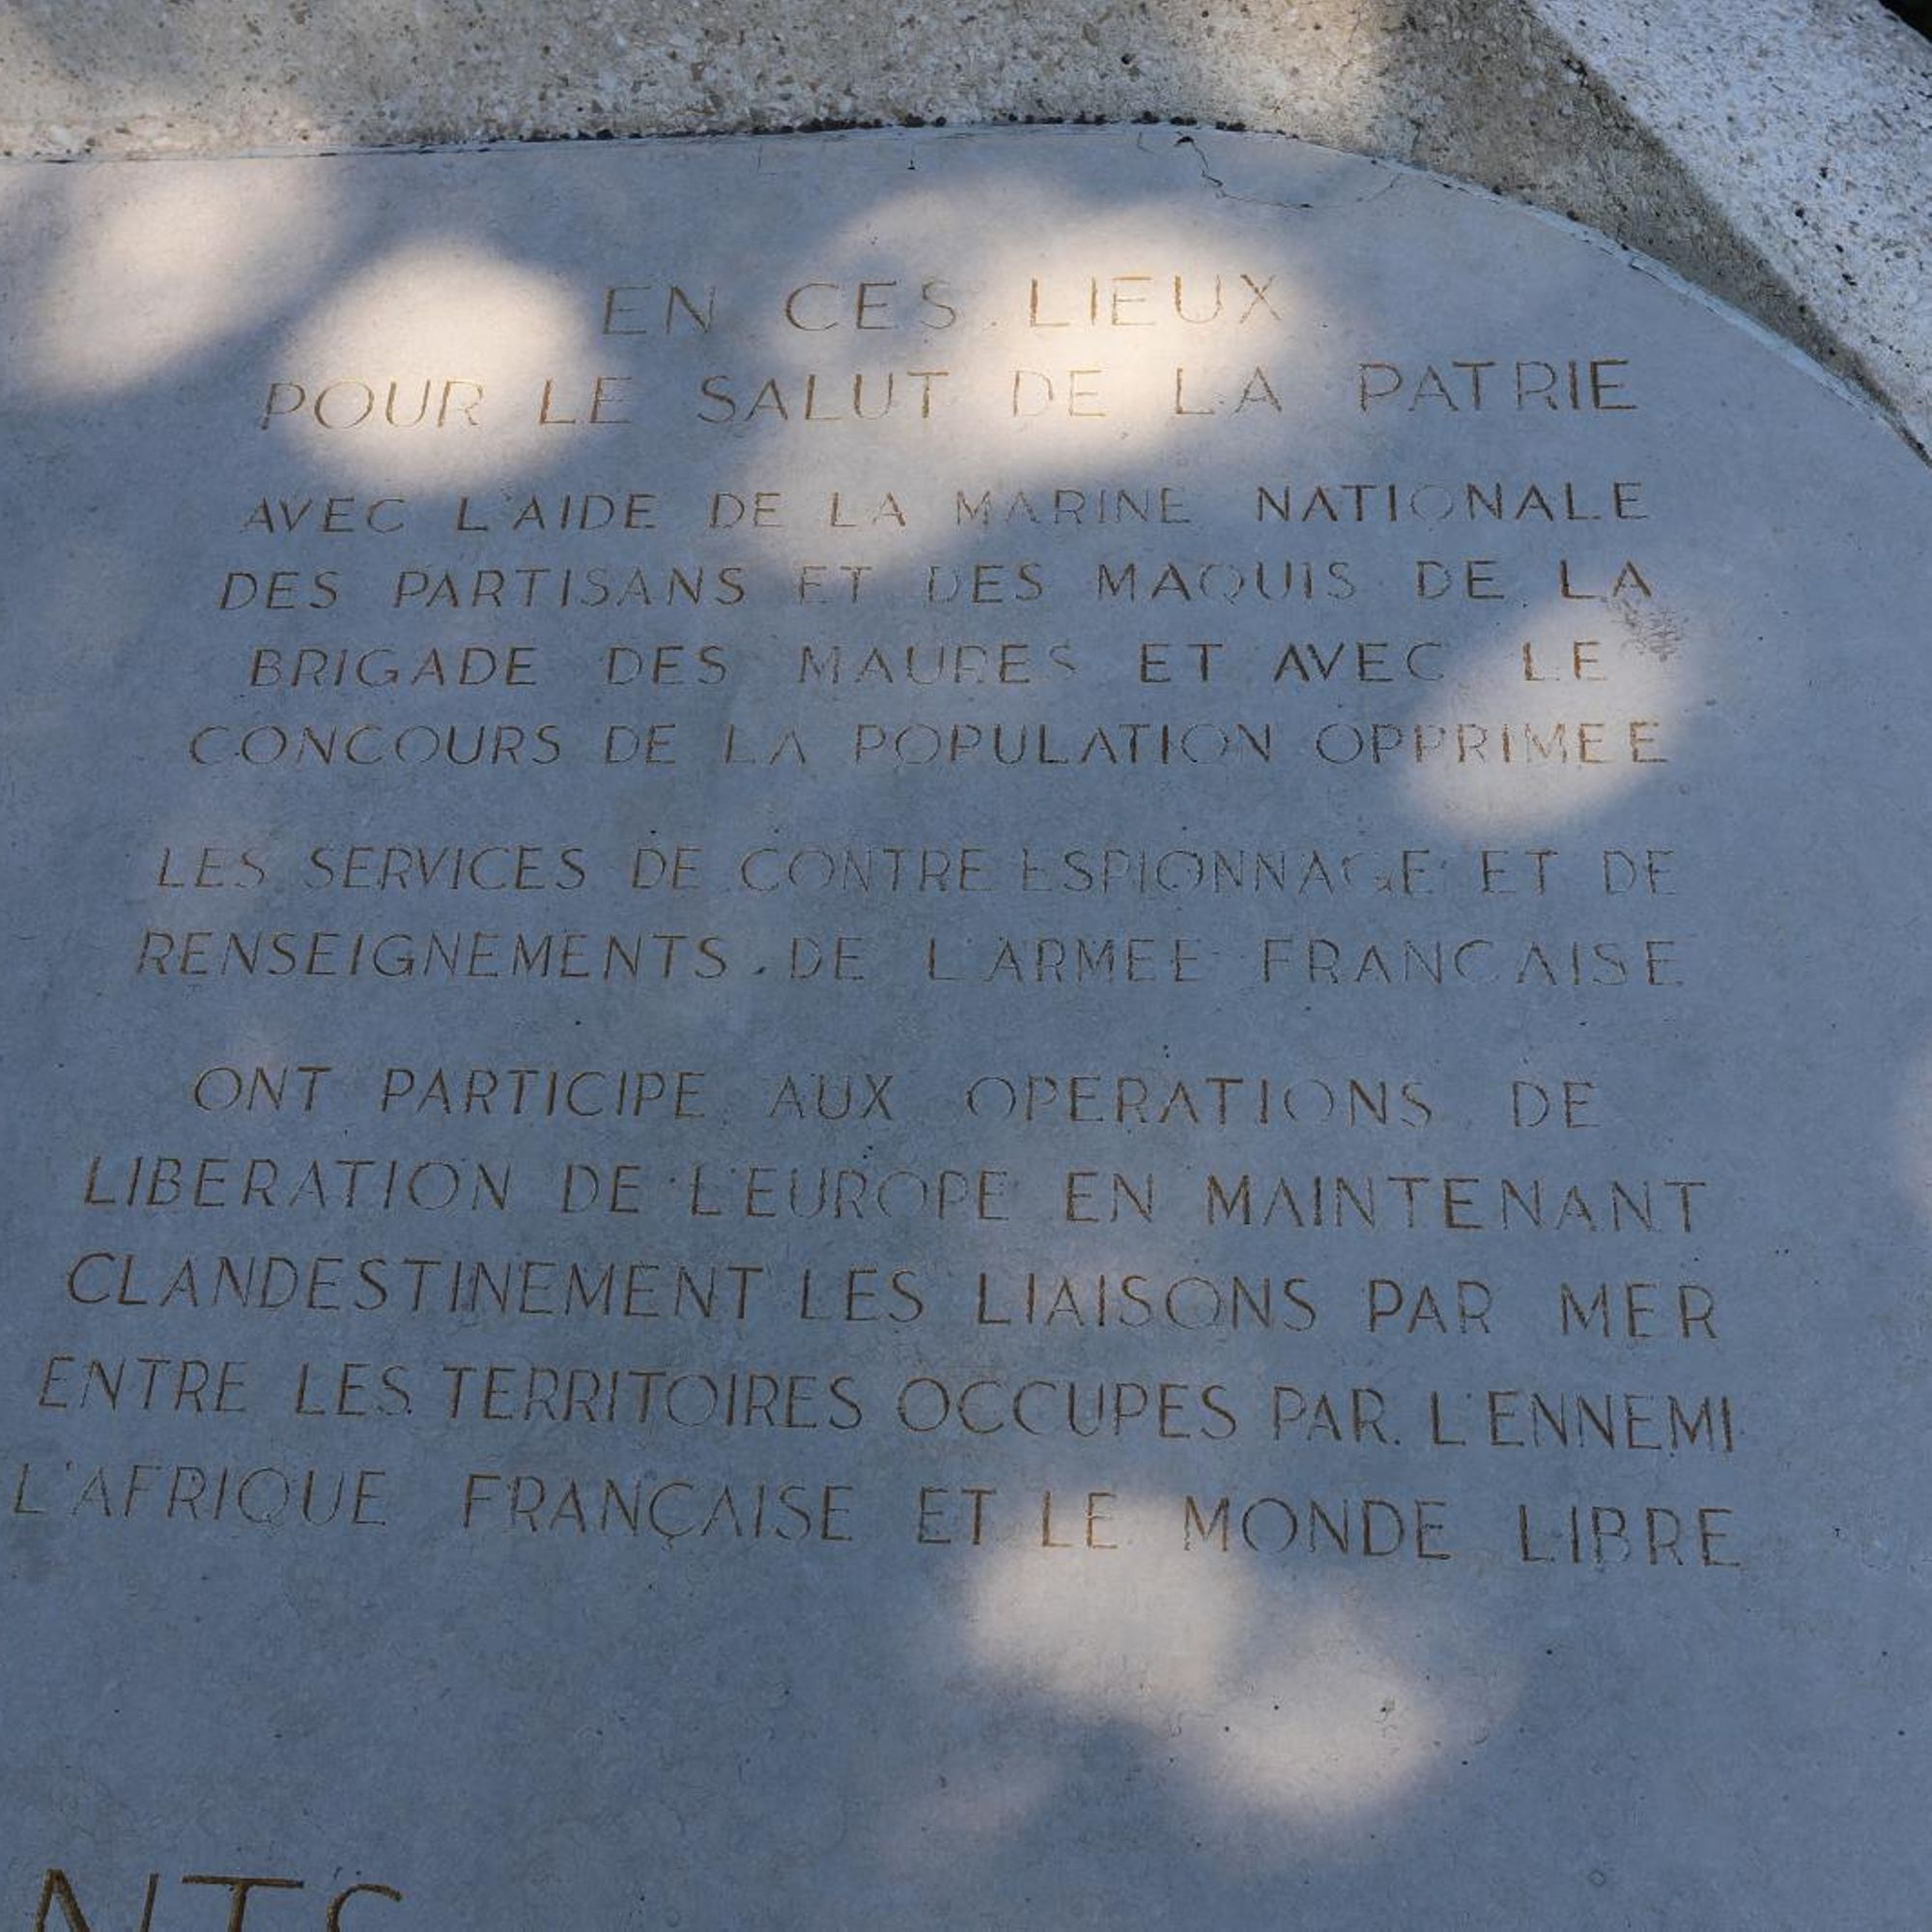 EN CES LIEUX
POUR LE SALUT DE LA PATRIE
AVEC L'AIDE DE LA MARINE NATIONALE
DES PARTISANS ET DES MAQUIS DE LA
BRIGADE DES MAURES ET AVEC LE
CONCOURS DE LA POPULATION OPPRIMEE
LES SERVICES DE CONTRE ESPIONNAGE ET DE
RENSEIGNEMENTS DE L'ARMEE FRANCAISE
ONT PARTICIPE AUX OPERATIONS DE
LIBERATION DE L'EUROPE EN MAINTENANT
CLANDESTINEMENT LES LIAISONS PAR MER
ENTRE LES TERRITOIRES OCCUPES PAR L'ENNEMI
L'AFRIQUE FRANÇAISE ET LE MONDE LIBRE